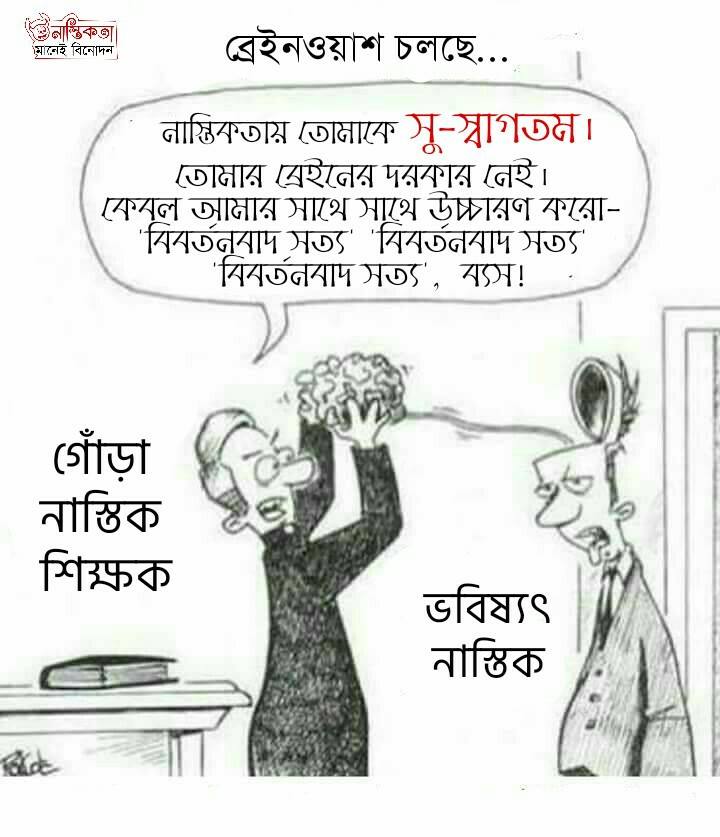 নাস্তিকতা
মানেই বিনোদন
ব্রেইনওয়াশ চলছে...
নাস্তিকতায় তোমাকে সু-স্বাগতম।
তোমার ব্রেইনের দরকার নেই।
কেবল আমার সাথে সাথে উচ্চারণ করো-
'বিবর্তনবাদ সত্য' 'বিবর্তনবাদ সত্য'
'বিবর্তনবাদ সত্য', ব্যস!
গোঁড়া
নাস্তিক
শিক্ষক
ভবিষ্যৎ
নাস্তিক